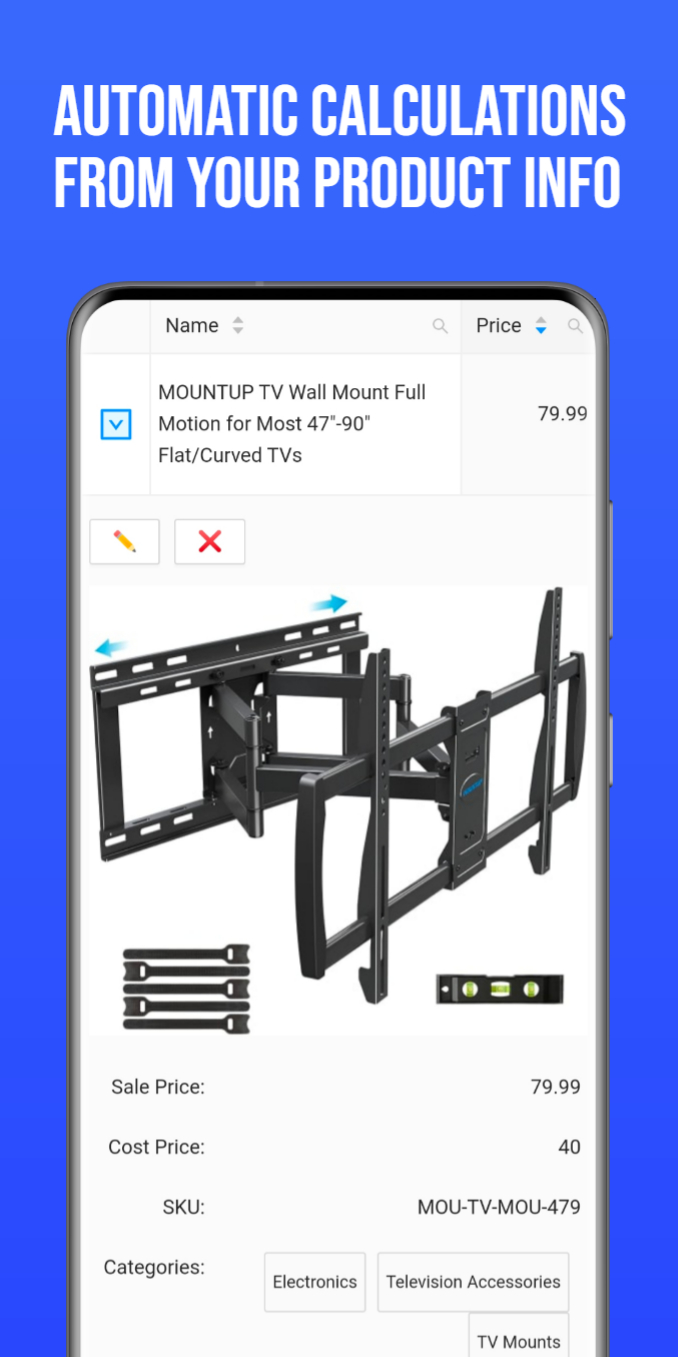 AUTOMATIC CALCULATIONS
FROM YOUR PRODUCT INFO
Name
Price
MOUNTUP TV Wall Mount Full
Motion for Most 47"-90"
Flat/Curved TVs
79.99
Sale Price:
79.99
Cost Price:
40
SKU:
MOU-TV-MOU-479
Categories:
Electronics
Television Accessories
TV Mounts